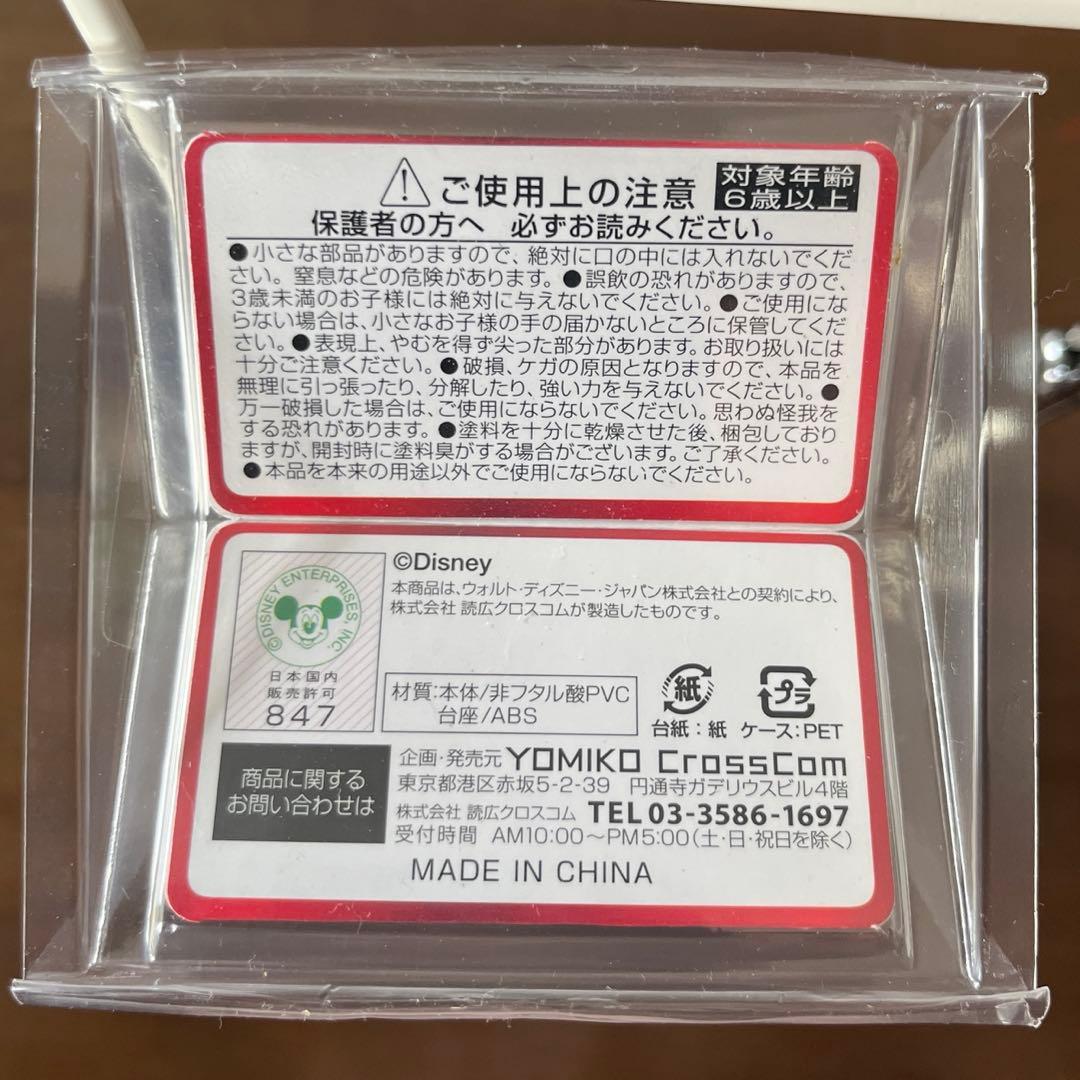 ご使用上の注意
対象年齢
6歳以上
保護者の方へ 必ずお読みください。
●小さな部品がありますので、絶対に口の中には入れないでくだ
さい。窒息などの危険があります。●誤飲の恐れがありますので、
3歳未満のお子様には絶対に与えないでください。●ご使用にな
らない場合は、小さなお子様の手の届かないところに保管してくだ
さい。●表現上、やむを得ず尖った部分があります。お取り扱いには
十分ご注意ください。●破損、ケガの原因となりますので、本品を
無理に引っ張ったり、分解したり、強い力を与えないでください。●
万一破損した場合は、ご使用にならないでください。思わぬ怪我を
する恐れがあります。●塗料を十分に乾燥させた後、梱包しており
ますが、開封時に塗料臭がする場合がございます。ご了承ください。
●本品を本来の用途以外でご使用にならないでください。
©DISNEY ENTERPRISES, INC.
日本国内
販売許可
847
©Disney
本商品は、ウォルト・ディズニー・ジャパン株式会社との契約により、
株式会社 読広クロスコムが製造したものです。
材質:本体/非フタル酸PVC
台座/ABS
紙
台紙:紙
プラ
ケース:PET
商品に関する
お問い合わせは
企画・発売元 YOMIKO CrossCom
東京都港区赤坂5-2-39 円通寺ガデリウスビル4階
株式会社 読広クロスコム TEL 03-3586-1697
受付時間 AM10:00〜PM5:00(土・日・祝日を除く)
MADE IN CHINA